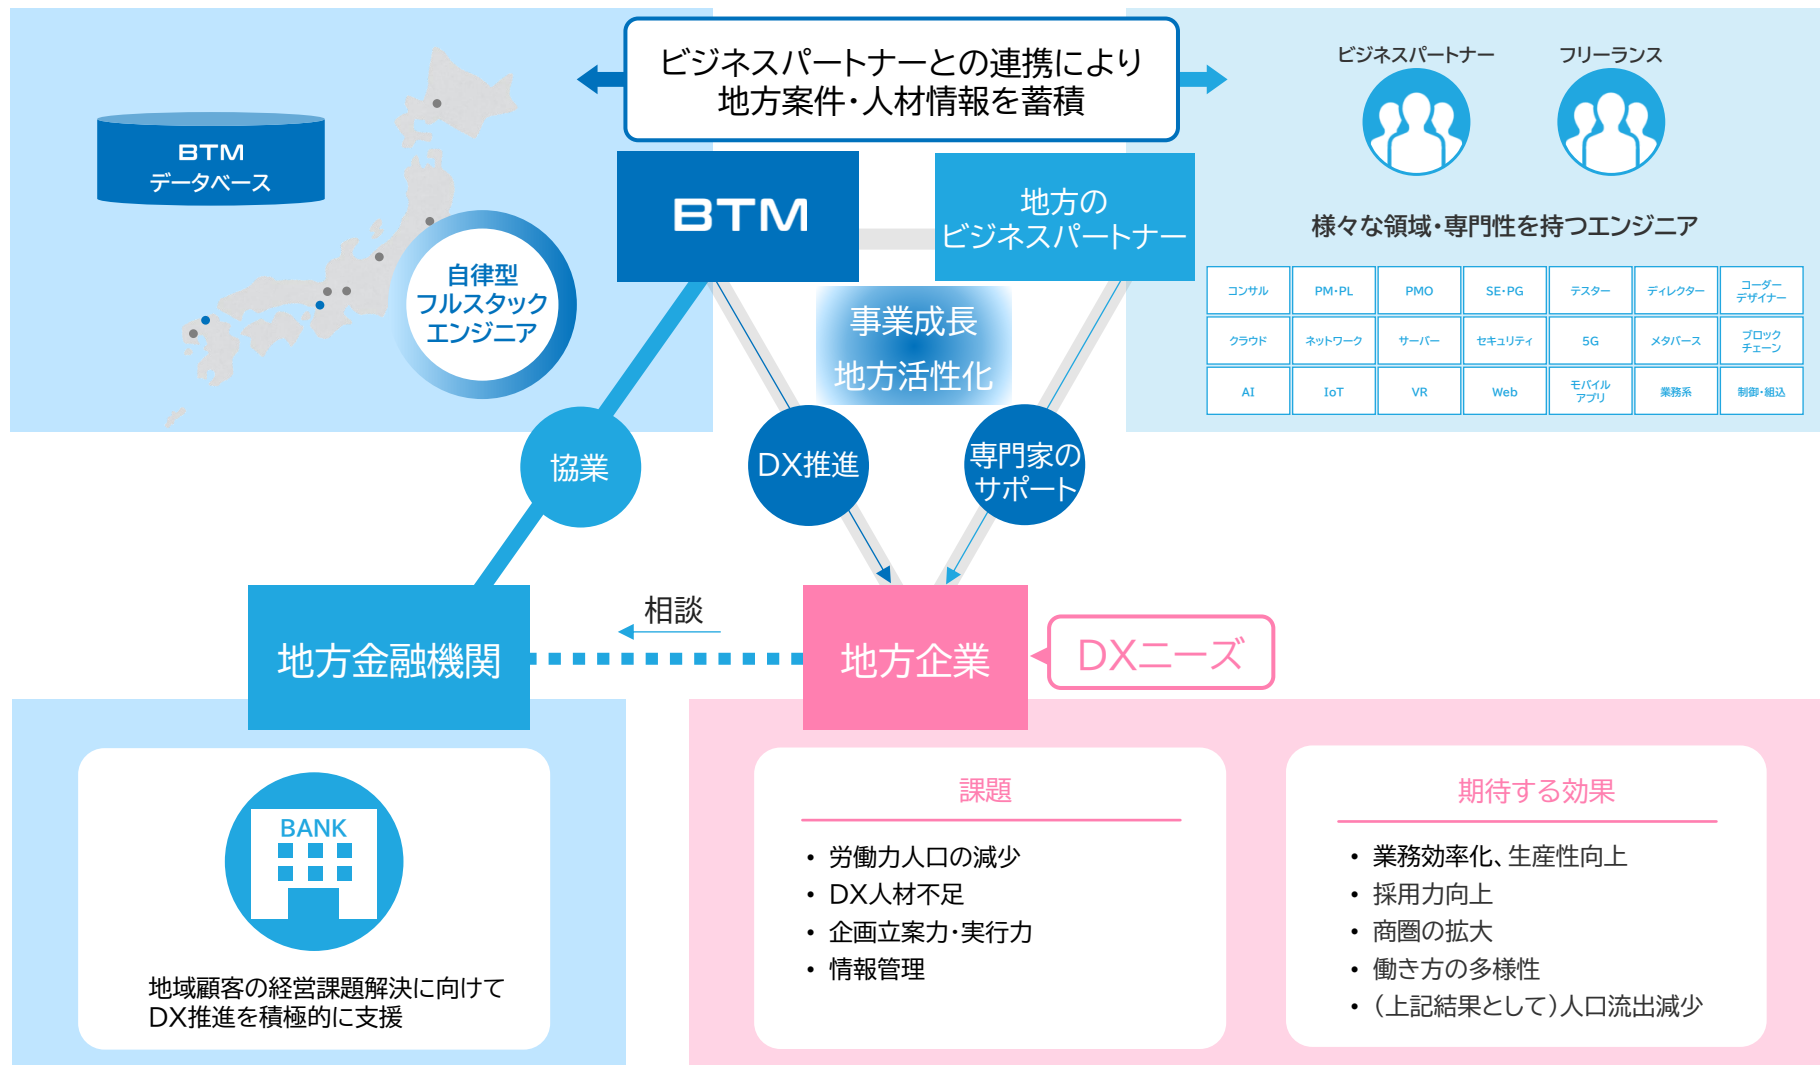 ビジネスパートナーとの連携により
地方案件・人材情報を蓄積
BTM
データベース
自律型
フルスタック
エンジニア
BTM
地方の
ビジネスパートナー
ビジネスパートナー
フリーランス
様々な領域・専門性を持つエンジニア
コンサル
PM・PL
PMO
SE・PG
テスター
ディレクター
コーダー
デザイナー
クラウド
ネットワーク
サーバー
セキュリティ
5G
メタバース
ブロック
チェーン
AI
IoT
VR
Web
モバイル
アプリ
業務系
制御・組込
事業成長
地方活性化
協業
DX推進
専門家の
サポート
地方金融機関
相談
地方企業
DXニーズ
BANK
地域顧客の経営課題解決に向けて
DX推進を積極的に支援
課題
・労働力人口の減少
・DX人材不足
・企画立案力・実行力
・情報管理
期待する効果
・業務効率化、生産性向上
・採用力向上
・商圏の拡大
・働き方の多様性
・（上記結果として）人口流出減少